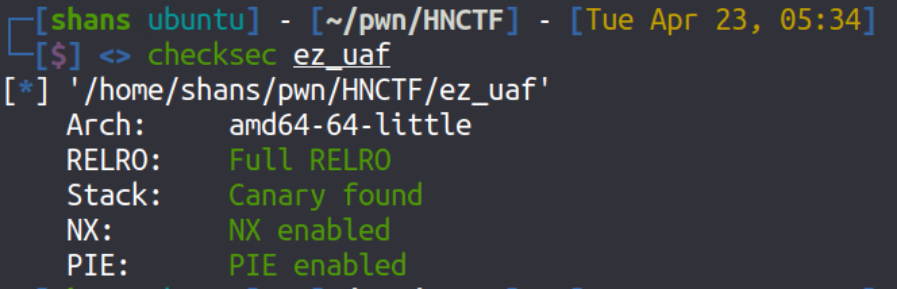 [shans ubuntu] - [~/pwn/HNCTF] - [Tue Apr 23, 05:34]
[$] <> checksec ez_uaf
[*] '/home/shans/pwn/HNCTF/ez_uaf'
Arch: amd64-64-little
RELRO: Full RELRO
Stack: Canary found
NX: NX enabled
PIE: PIE enabled